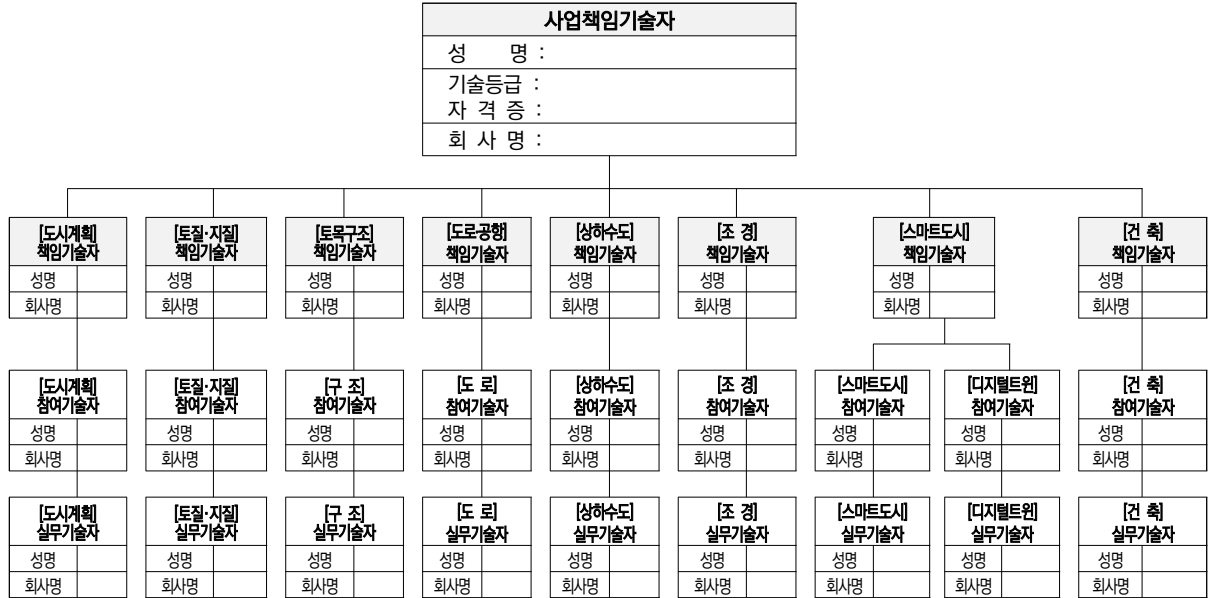 사업책임기술자
성 명 :
기술등급 :
자 격 증 :
회 사 명 :
[도시계획] [토질·지질] [토목구조] [도로공항] [상하수도] [조 경] [스마트도시] [건 축]
책임기술자 책임기술자 책임기술자 책임기술자 책임기술자 책임기술자 책임기술자 책임기술자
성명 성명 성명 성명 성명 성명 성명 성명
회사명 회사명 회사명 회사명 회사명 회사명 회사명 회사명
[도시계획] [토질·지질] [구 조] [도 로] [상하수도] [조 경] [스마트도시] [디지털트윈] [건 축]
참여기술자 참여기술자 참여기술자 참여기술자 참여기술자 참여기술자 참여기술자 참여기술자 참여기술자
성명 성명 성명 성명 성명 성명 성명 성명 성명
회사명 회사명 회사명 회사명 회사명 회사명 회사명 회사명 회사명
[도시계획] [토질·지질] [구 조] [도 로] [상하수도] [조 경] [스마트도시] [디지털트윈] [건 축]
실무기술자 실무기술자 실무기술자 실무기술자 실무기술자 실무기술자 실무기술자 실무기술자 실무기술자
성명 성명 성명 성명 성명 성명 성명 성명 성명
회사명 회사명 회사명 회사명 회사명 회사명 회사명 회사명 회사명